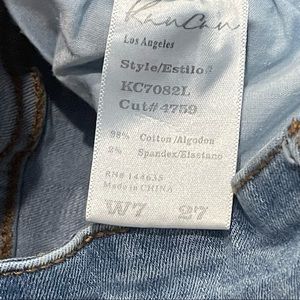 KanCan
Los Angeles
Style/Estilo#
KC7082L
Cut#4759
98% Cotton/Algodon
2% Spandex/Elastano
RN# 144635
Made in CHINA
W7 27